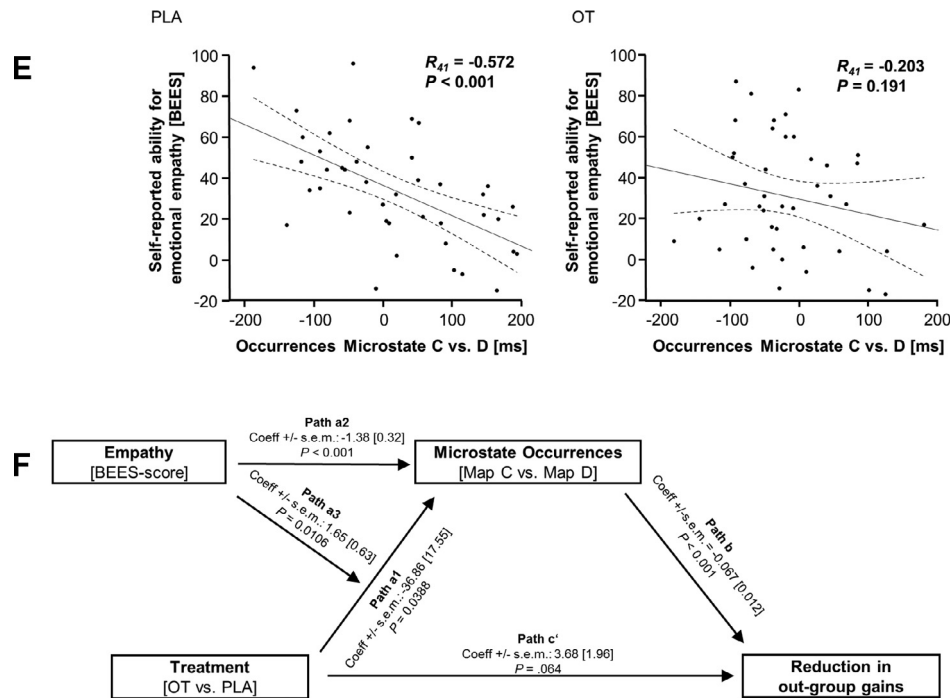 PLA
OT
E
Self-reported ability for
emotional empathy [BEES]
100
80
60
40
20
0
-20
R41 = -0.572
P < 0.001
-200 -100 0 100 200
Occurrences Microstate C vs. D [ms]
Self-reported ability for
emotional empathy [BEES]
100
80
60
40
20
0
-20
R41 = -0.203
P = 0.191
-200 -100 0 100 200
Occurrences Microstate C vs. D [ms]
F
Empathy
[BEES-score]
Path a2
Coeff +/- s.e.m.: -1.38 [0.32]
P < 0.001
Microstate Occurrences
[Map C vs. Map D]
Path a3
Coeff +/- s.e.m.: 1.65 [0.63]
P = 0.0106
Path a1
Coeff +/- s.e.m.: -36.86 [17.55]
P = 0.0388
Path b
Coeff +/-s.e.m. = -0.067 [0.012]
P < 0.001
Path c'
Coeff +/- s.e.m.: 3.68 [1.96]
P = .064
Treatment
[OT vs. PLA]
Reduction in
out-group gains